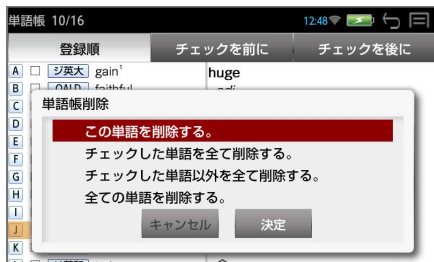 単語帳 10/16 12:48
登録順 チェックを前に チェックを後に
A ジ英大 gain¹ huge
B OALD faithful adj
C
D
E
F
G
H
I
J
K
単語帳削除
この単語を削除する。
チェックした単語を全て削除する。
チェックした単語以外を全て削除する。
全ての単語を削除する。
キャンセル 決定